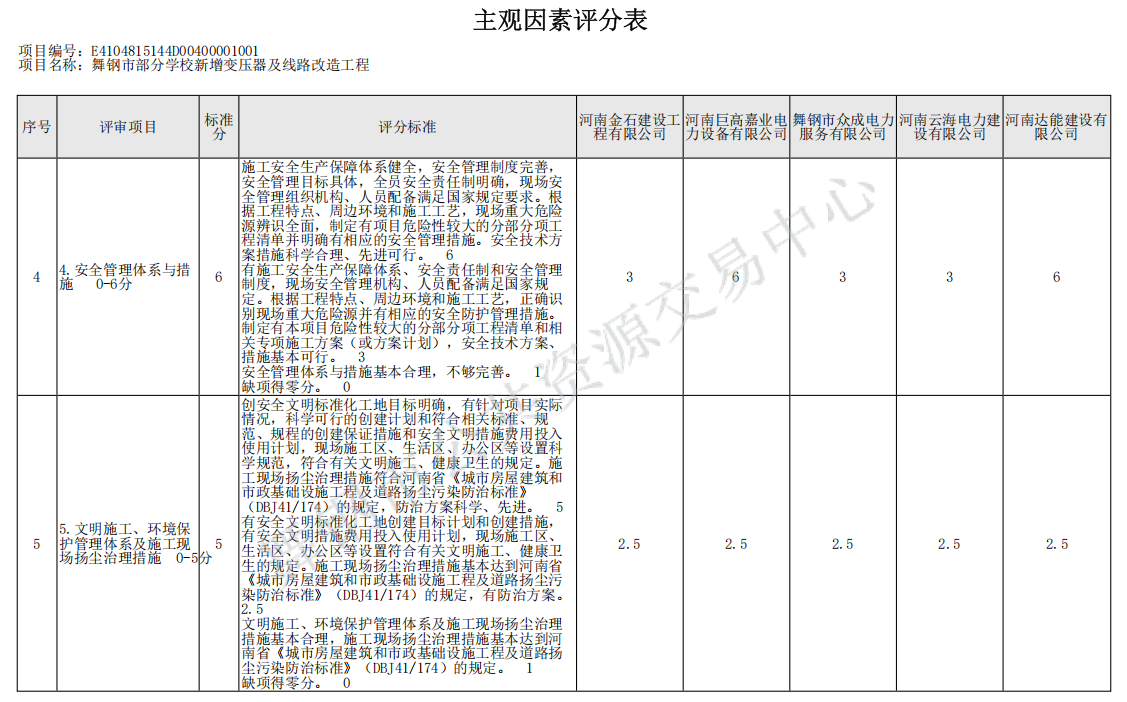 主观因素评分表
项目编号：E4104815144D00400001001
项目名称：舞钢市部分学校新增变压器及线路改造工程
序号
评审项目
标准
分
评分标准
河南金石建设工
程有限公司
河南巨高嘉业电
力设备有限公司
舞钢市众成电力
服务有限公司
河南云海电力建
设有限公司
河南达能建设有
限公司
4
4.安全管理体系与措
施 0-6分
6
施工安全生产保障体系健全，安全管理制度完善，
安全管理目标具体，全员安全责任制明确，现场安
全管理组织机构、人员配备满足国家规定要求。根
据工程特点、周边环境和施工工艺，现场重大危险
源辨识全面，制定有项目危险性较大的分部分项工
程清单并明确有相应的安全管理措施。安全技术方
案措施科学合理、先进可行。 6
有施工安全生产保障体系、安全责任制和安全管理
制度，现场安全管理机构、人员配备满足国家规
定。根据工程特点、周边环境和施工工艺，正确识
别现场重大危险源并有相应的安全防护管理措施。
制定有本项目危险性较大的分部分项工程清单和相
关专项施工方案（或方案计划），安全技术方案、
措施基本可行。 3
安全管理体系与措施基本合理，不够完善。 1
缺项得零分。 0
3
6
3
3
6
5
5.文明施工、环境保
护管理体系及施工现
场扬尘治理措施 0-5分
5
创安全文明标准化工地目标明确，有针对项目实际
情况，科学可行的创建计划和符合相关标准、规
范、规程的创建保证措施和安全文明措施费用投入
使用计划，现场施工区、生活区、办公区等设置科
学规范，符合有关文明施工、健康卫生的规定。施
工现场扬尘治理措施符合河南省《城市房屋建筑和
市政基础设施工程及道路扬尘污染防治标准》
（DBJ41/174）的规定，防治方案科学、先进。 5
有安全文明标准化工地创建目标计划和创建措施，
有安全文明措施费用投入使用计划，现场施工区、
生活区、办公区等设置符合有关文明施工、健康卫
生的规定。施工现场扬尘治理措施基本达到河南省
《城市房屋建筑和市政基础设施工程及道路扬尘污
染防治标准》（DBJ41/174）的规定，有防治方案。
2.5
文明施工、环境保护管理体系及施工现场扬尘治理
措施基本合理，施工现场扬尘治理措施基本达到河
南省《城市房屋建筑和市政基础设施工程及道路扬
尘污染防治标准》（DBJ41/174）的规定。 1
缺项得零分。 0
2.5
2.5
2.5
2.5
2.5
资源交易中心